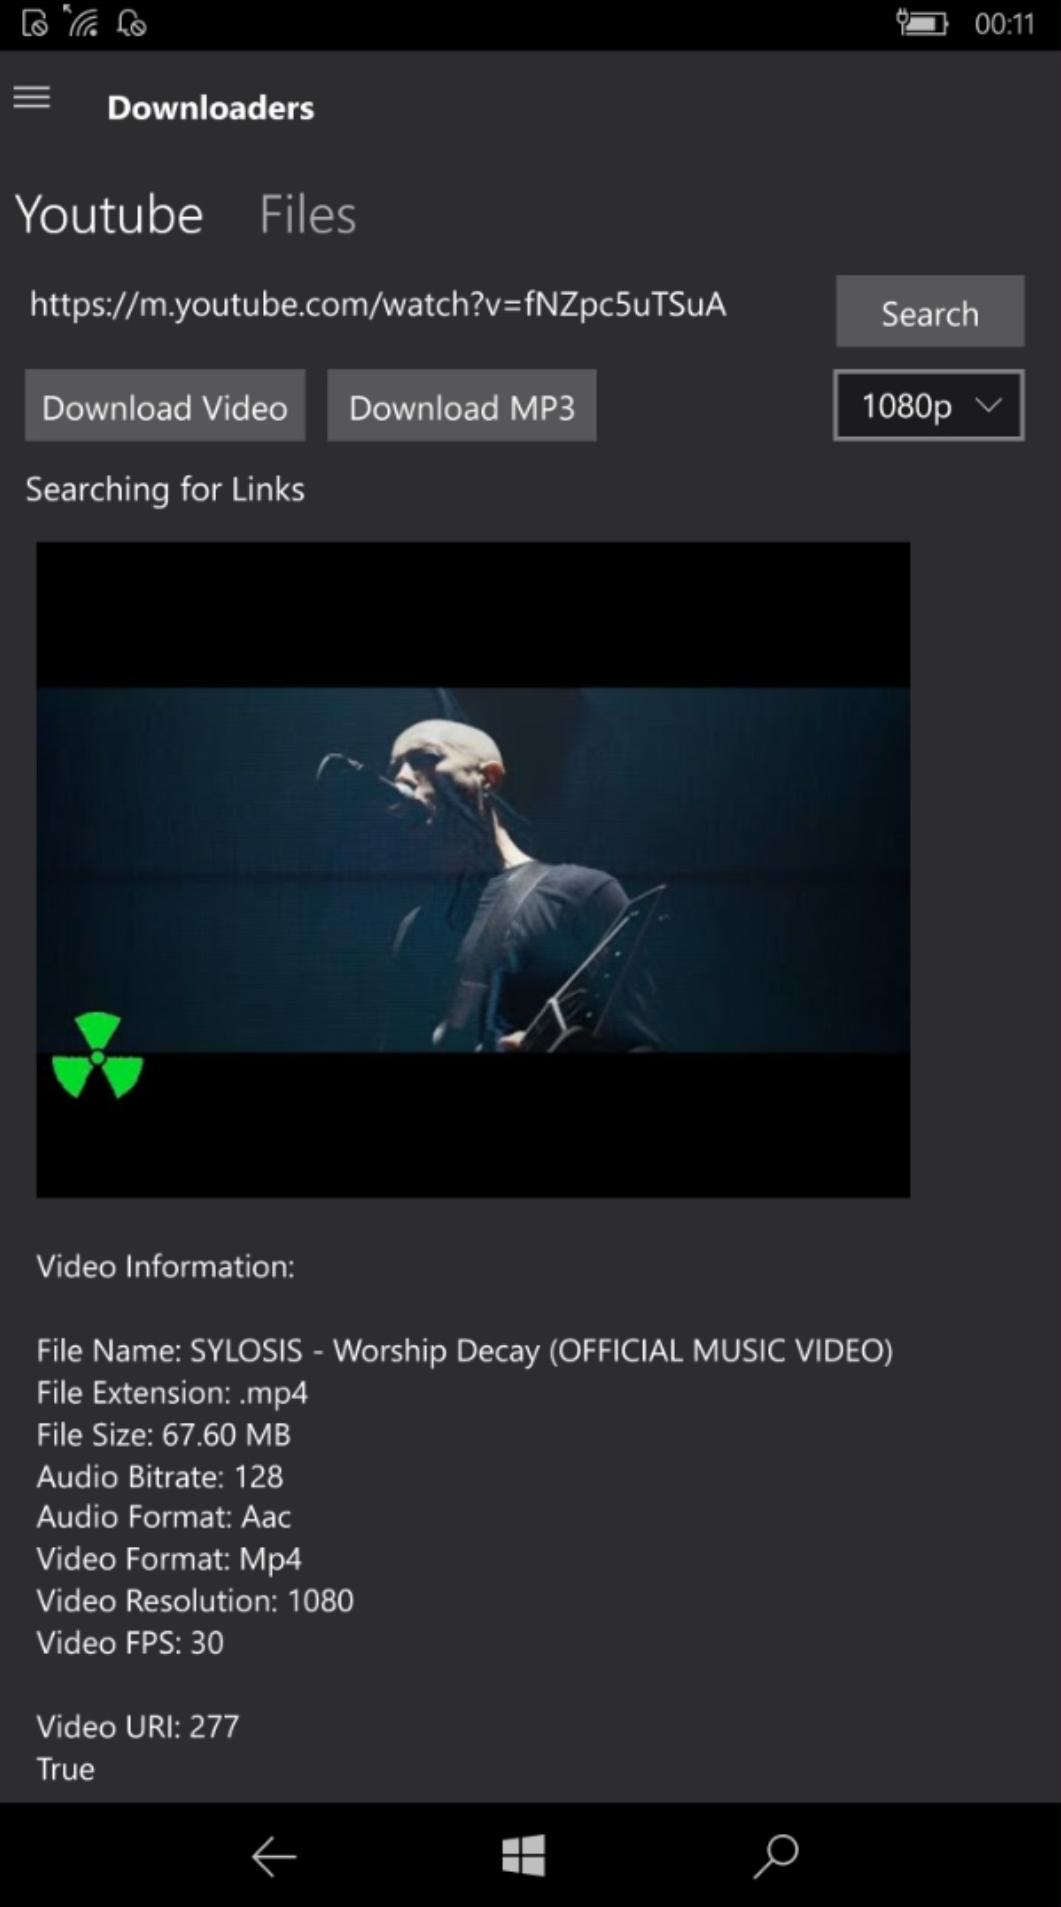 00:11
Downloaders
Youtube Files
https://m.youtube.com/watch?v=fNZpc5uTSuA
Search
Download Video
Download MP3
1080p
Searching for Links
Video Information:
File Name: SYLOSIS - Worship Decay (OFFICIAL MUSIC VIDEO)
File Extension: .mp4
File Size: 67.60 MB
Audio Bitrate: 128
Audio Format: Aac
Video Format: Mp4
Video Resolution: 1080
Video FPS: 30
Video URI: 277
True